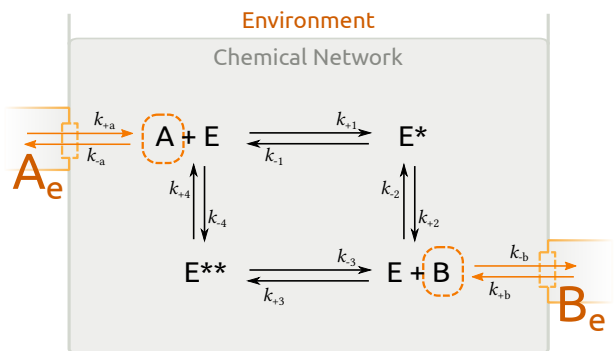 Environment
Chemical Network
k+a
k-a
Ae
A + E
k+1
k-1
E*
k+4
k-4
k-2
k+2
E**
k-3
k+3
E + B
k-b
k+b
Be